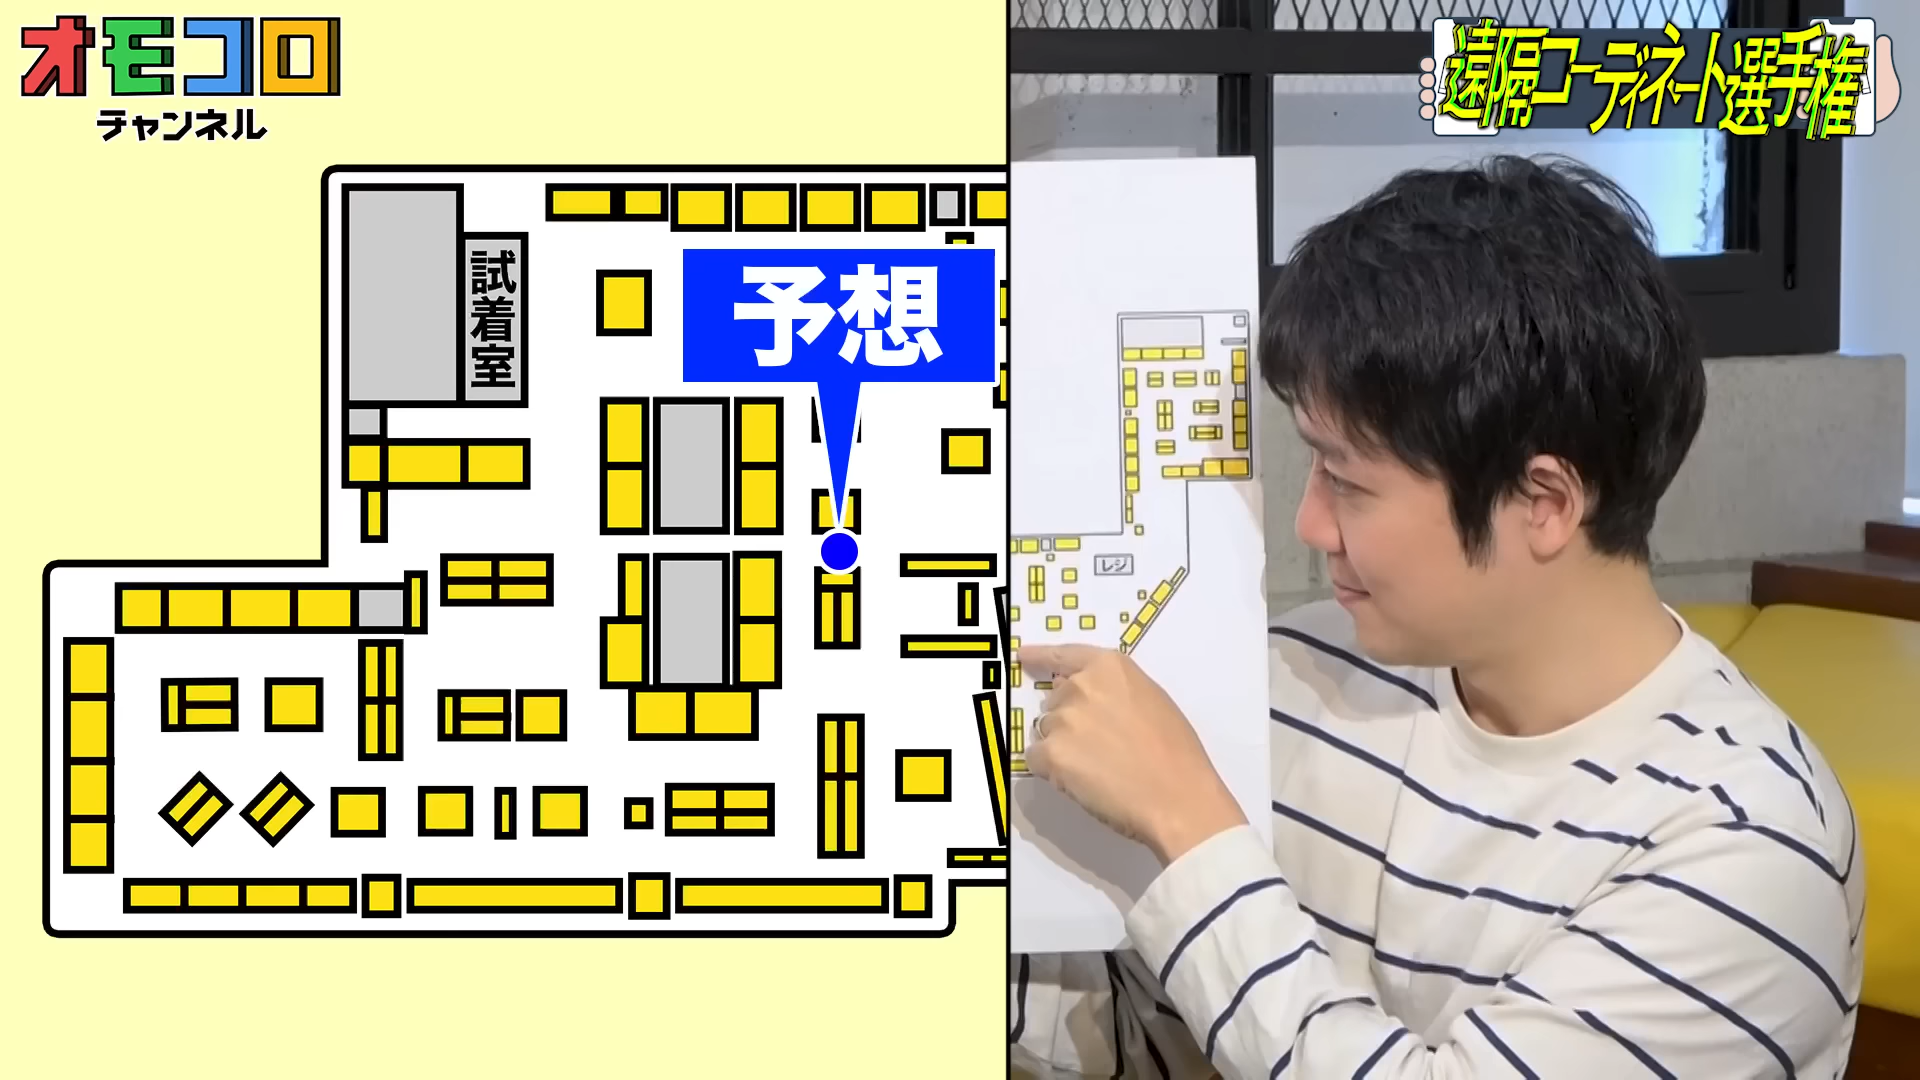 オモコロ
チャンネル
遠隔コーディネート選手権
試着室
予想
レジ